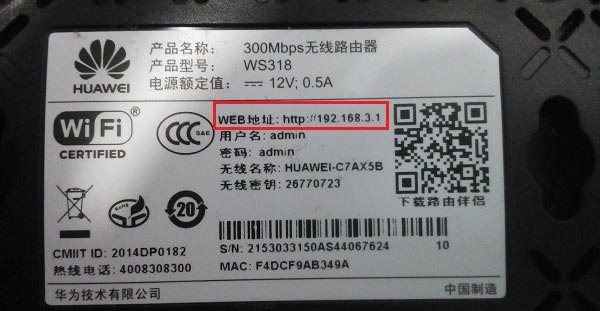 HUAWEI
产品名称: 300Mbps无线路由器
产品型号: WS318
电源额定值: ⎓ 12V; 0.5A
WiFi
CERTIFIED
CCC
S&E
WEB地址: http://192.168.3.1
用户名: admin
密码: admin
无线名称: HUAWEI-C7AX5B
无线密钥: 26770723
下载路由伴侣
20
CMIIT ID: 2014DP0182
热线电话: 4008308300
S/N: 2153033150AS44067624 10
MAC: F4DCF9AB349A
华为技术有限公司
中国制造